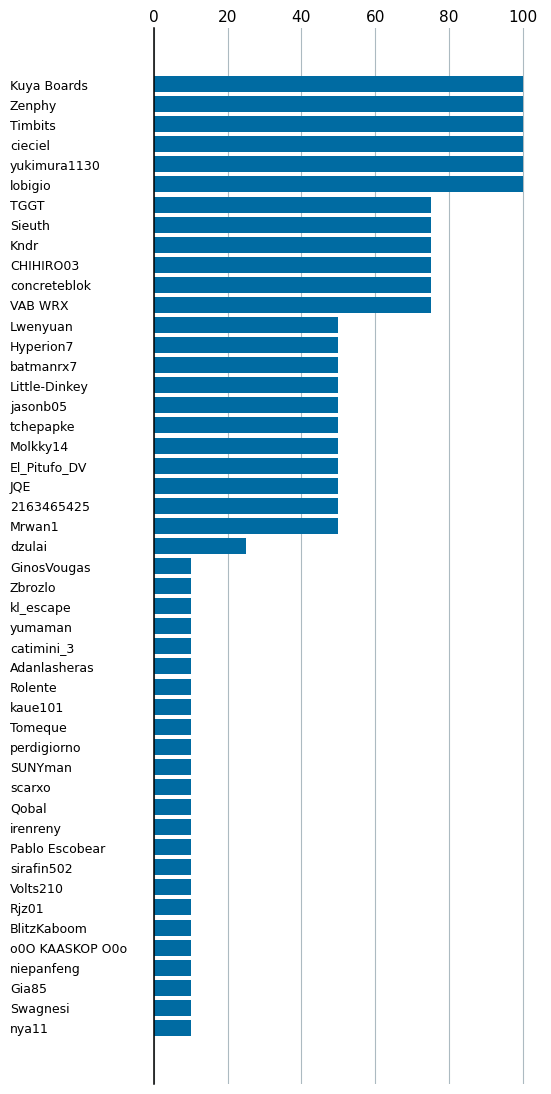 0 20 40 60 80 100
Kuya Boards
Zenphy
Timbits
cieciel
yukimura1130
lobigio
TGGT
Sieuth
Kndr
CHIHIRO03
concreteblok
VAB WRX
Lwenyuan
Hyperion7
batmanrx7
Little-Dinkey
jasonb05
tchepapke
Molkky14
El_Pitufo_DV
JQE
2163465425
Mrwan1
dzulai
GinosVougas
Zbrozlo
kl_escape
yumaman
catimini_3
Adanlasheras
Rolente
kaue101
Tomeque
perdigiorno
SUNYman
scarxo
Qobal
irenreny
Pablo Escobear
sirafin502
Volts210
Rjz01
BlitzKaboom
o0O KAASKOP O0o
niepanfeng
Gia85
Swagnesi
nya11